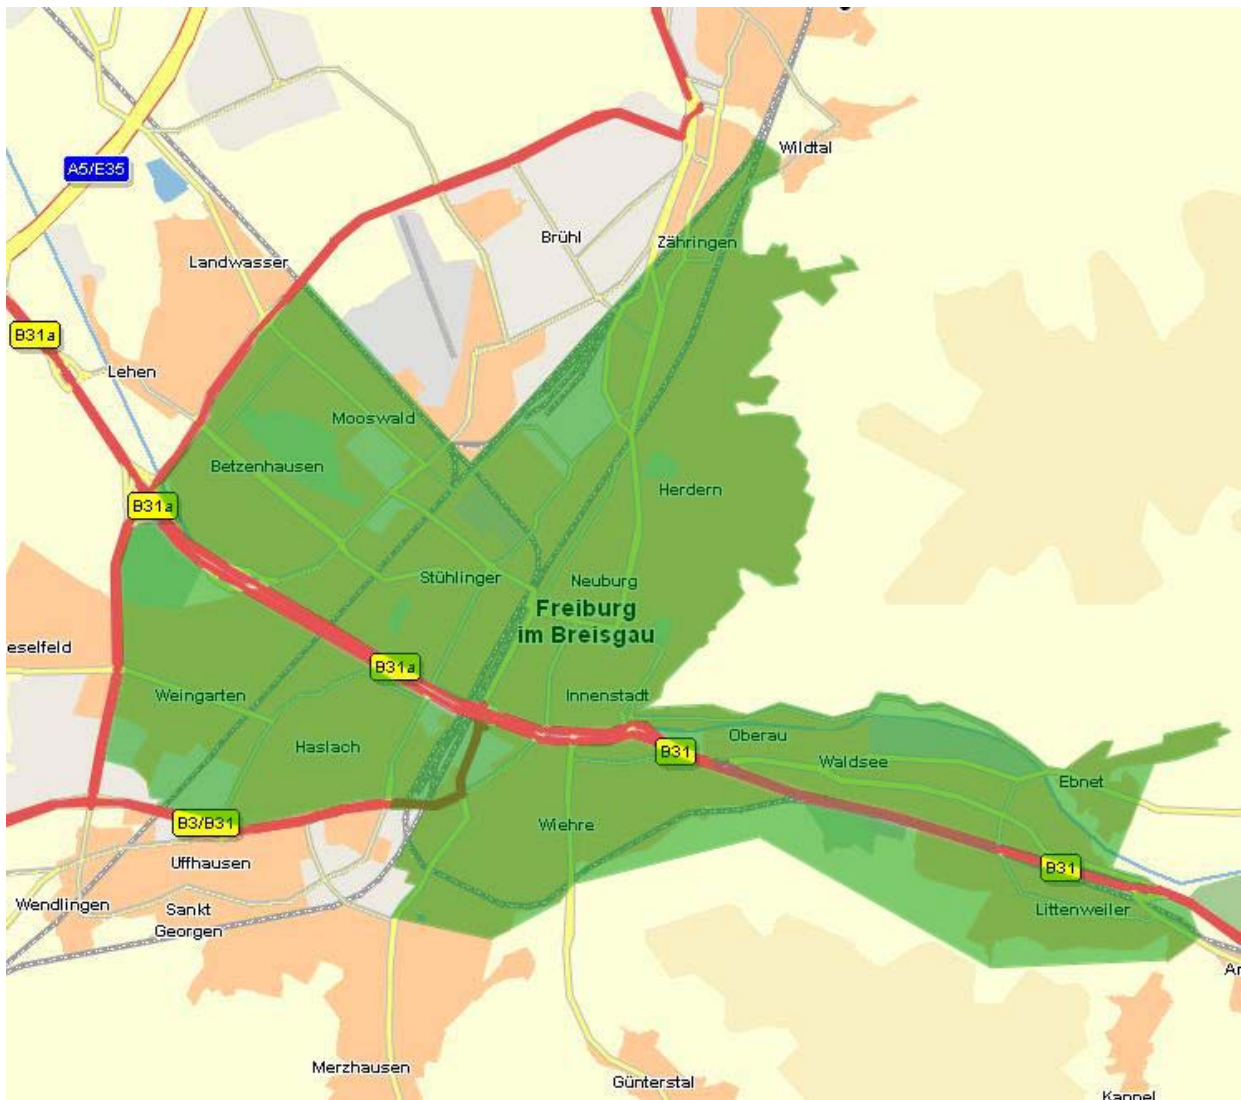 Wildtal
A5/E35
Brühl
Zähringen
Landwasser
B31a
Lehen
Mooswald
Betzenhausen
Herdern
B31a
Stühlinger
Neuburg
Freiburg
im Breisgau
eselfeld
B31a
Weingarten
Innenstadt
Haslach
Oberau
B31
Waldsee
Ebnet
B3/B31
Wiehre
Uffhausen
B31
Wendlingen
Sankt
Georgen
Littenweiler
Ar
Merzhausen
Günterstal
Kappel